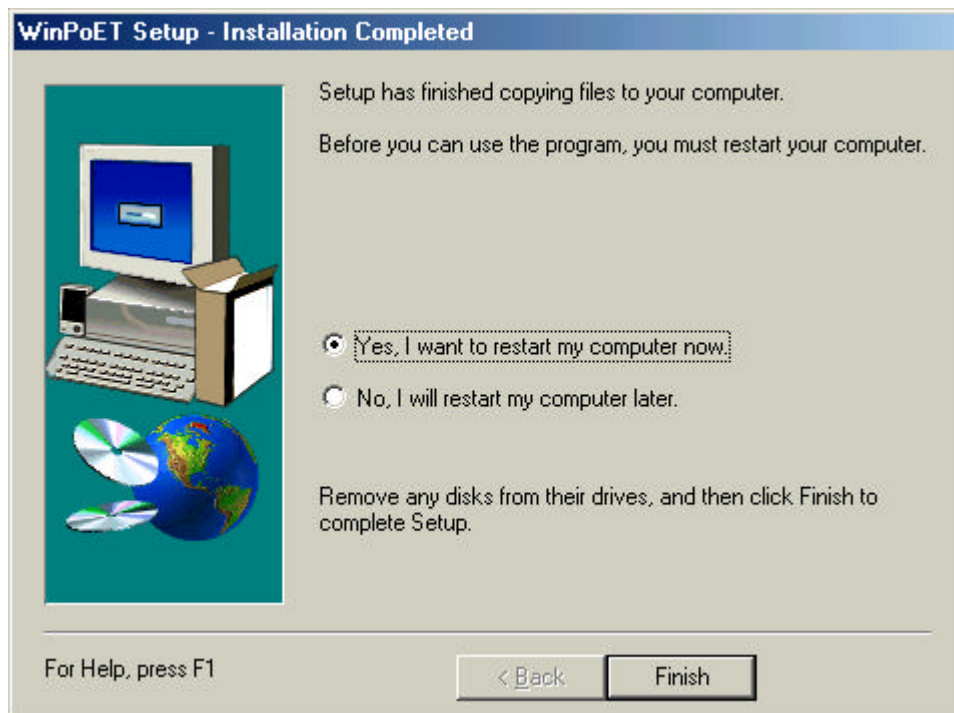 WinPoET Setup - Installation Completed
Setup has finished copying files to your computer.
Before you can use the program, you must restart your computer.
Yes, I want to restart my computer now.
No, I will restart my computer later.
Remove any disks from their drives, and then click Finish to
complete Setup.
For Help, press F1
< Back
Finish